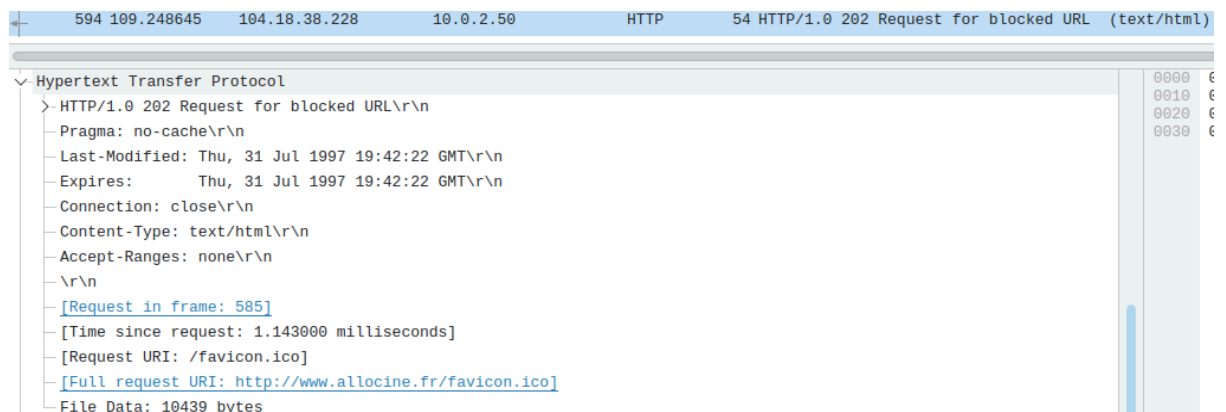 594 109.248645 104.18.38.228 10.0.2.50 HTTP 54 HTTP/1.0 202 Request for blocked URL (text/html)
Hypertext Transfer Protocol
HTTP/1.0 202 Request for blocked URL\r\n
Pragma: no-cache\r\n
Last-Modified: Thu, 31 Jul 1997 19:42:22 GMT\r\n
Expires:       Thu, 31 Jul 1997 19:42:22 GMT\r\n
Connection: close\r\n
Content-Type: text/html\r\n
Accept-Ranges: none\r\n
\r\n
[Request in frame: 585]
[Time since request: 1.143000 milliseconds]
[Request URI: /favicon.ico]
[Full request URI: http://www.allocine.fr/favicon.ico]
File Data: 10439 bytes
0000
0010
0020
0030